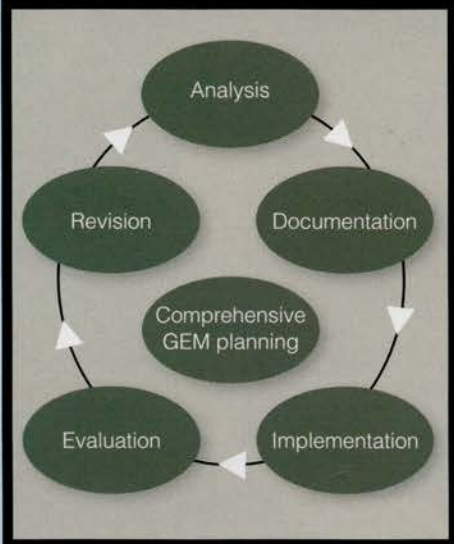 Analysis
Revision
Documentation
Comprehensive
GEM planning
Evaluation
Implementation